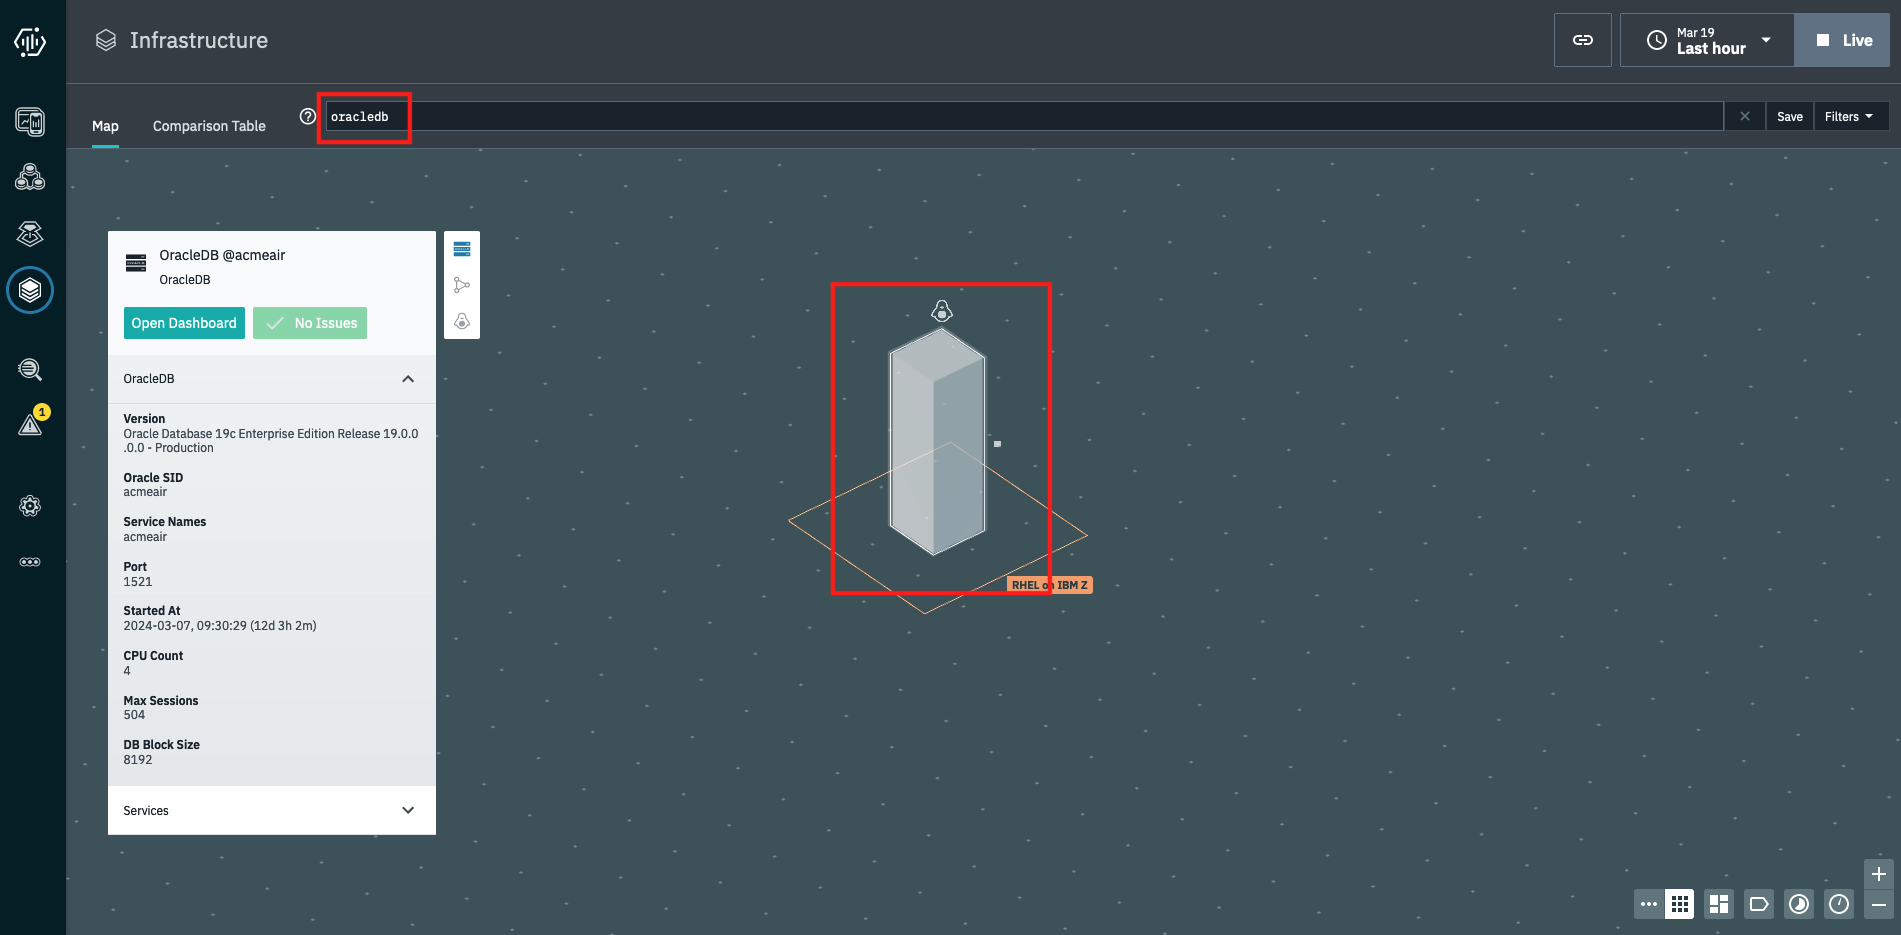 Infrastructure
Mar 19
Last hour
Live
Map
Comparison Table
?
oracledb
Save
Filters
OracleDB @acmeair
OracleDB
Open Dashboard
No Issues
OracleDB
Version
Oracle Database 19c Enterprise Edition Release 19.0.0
.0.0 - Production
Oracle SID
acmeair
Service Names
acmeair
Port
1521
Started At
2024-03-07, 09:30:29 (12d 3h 2m)
CPU Count
4
Max Sessions
504
DB Block Size
8192
Services
RHEL on IBM Z
1